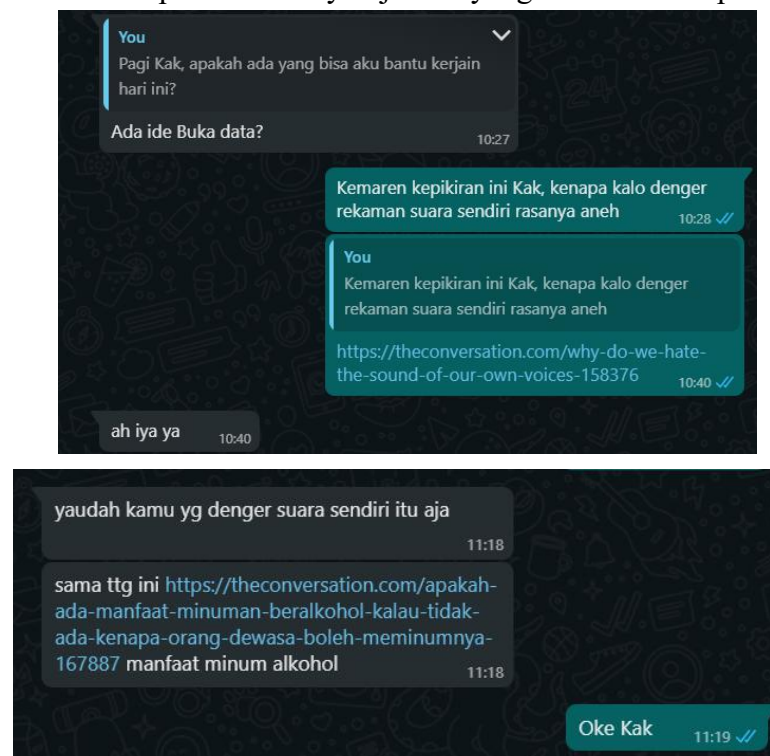 You
Pagi Kak, apakah ada yang bisa aku bantu kerjain
hari ini?
Ada ide Buka data?
10:27
Kemaren kepikiran ini Kak, kenapa kalo denger
rekaman suara sendiri rasanya aneh
10:28
You
Kemaren kepikiran ini Kak, kenapa kalo denger
rekaman suara sendiri rasanya aneh
https://theconversation.com/why-do-we-hate-
the-sound-of-our-own-voices-158376
10:40
ah iya ya
10:40
yaudah kamu yg denger suara sendiri itu aja
11:18
sama ttg ini https://theconversation.com/apakah-
ada-manfaat-minuman-beralkohol-kalau-tidak-
ada-kenapa-orang-dewasa-boleh-meminumnya-
167887 manfaat minum alkohol
11:18
Oke Kak
11:19